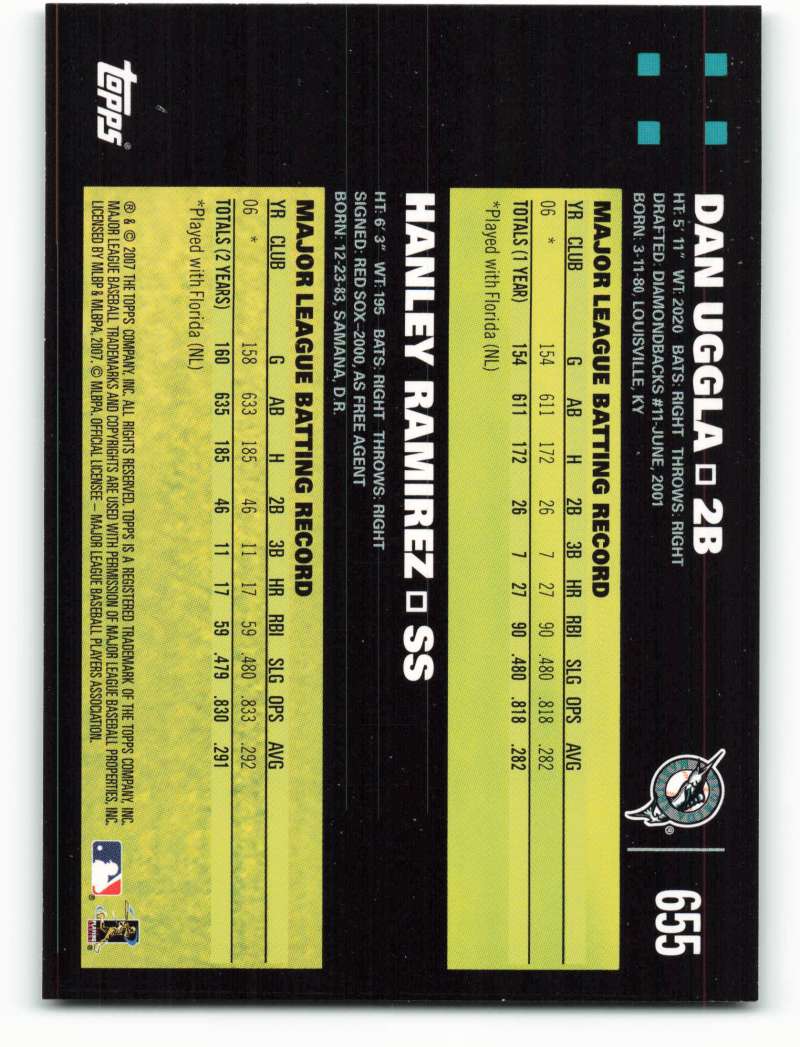 DAN UGGLA □ 2B
655
HT: 5' 11" WT: 2020 BATS: RIGHT THROWS: RIGHT
DRAFTED: DIAMONDBACKS #11-JUNE, 2001
BORN: 3-11-80, LOUISVILLE, KY
MAJOR LEAGUE BATTING RECORD
YR CLUB G AB H 2B 3B HR RBI SLG OPS AVG
06 * 154 611 172 26 7 27 90 .480 .818 .282
TOTALS (1 YEAR) 154 611 172 26 7 27 90 .480 .818 .282
*Played with Florida (NL)
HANLEY RAMIREZ □ SS
HT: 6' 3" WT: 195 BATS: RIGHT THROWS: RIGHT
SIGNED: RED SOX–2000, AS FREE AGENT
BORN: 12-23-83, SAMANA, D.R.
MAJOR LEAGUE BATTING RECORD
YR CLUB G AB H 2B 3B HR RBI SLG OPS AVG
06 * 158 633 185 46 11 17 59 .480 .833 .292
TOTALS (2 YEARS) 160 635 185 46 11 17 59 .479 .830 .291
*Played with Florida (NL)
topps®
® & © 2007 THE TOPPS COMPANY, INC. ALL RIGHTS RESERVED. TOPPS IS A REGISTERED TRADEMARK OF THE TOPPS COMPANY, INC.
MAJOR LEAGUE BASEBALL TRADEMARKS AND COPYRIGHTS ARE USED WITH PERMISSION OF MAJOR LEAGUE BASEBALL PROPERTIES, INC.
LICENSED BY MLBP & MLBPA, 2007. © MLBPA. OFFICIAL LICENSEE – MAJOR LEAGUE BASEBALL PLAYERS ASSOCIATION.